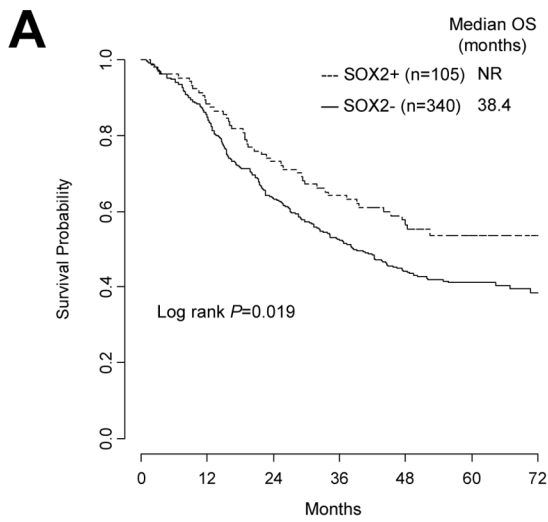 A
Median OS
(months)
SOX2+ (n=105) NR
SOX2- (n=340) 38.4
Survival Probability
1.0
0.8
0.6
0.4
0.2
0.0
Log rank P=0.019
0 12 24 36 48 60 72
Months